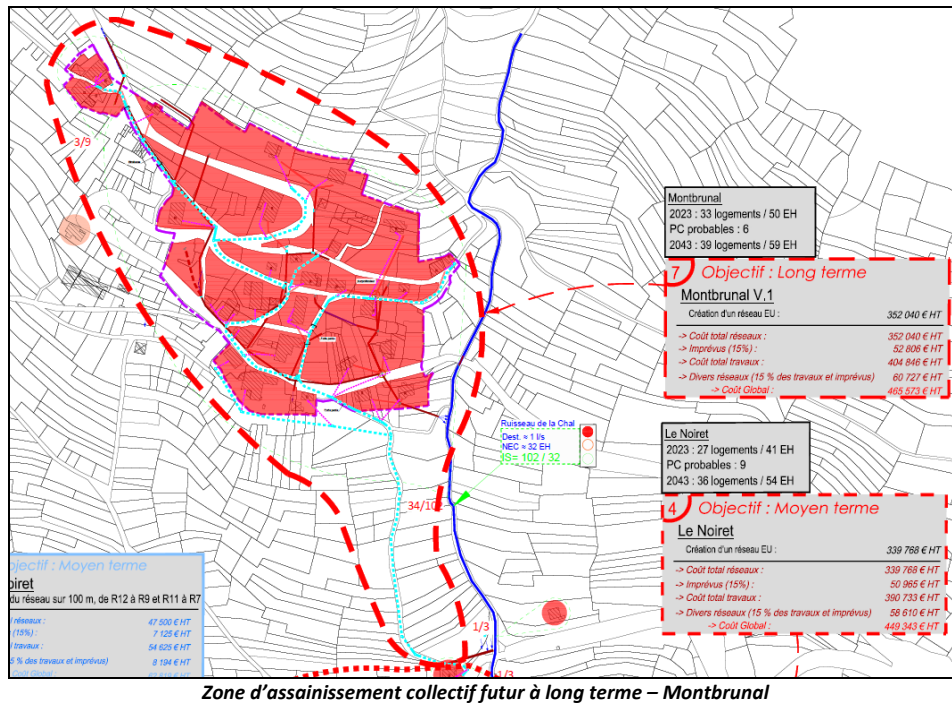 3/9
Montbrunal
2023 : 33 logements / 50 EH
PC probables : 6
2043 : 39 logements / 59 EH
7 Objectif : Long terme
Montbrunal V.1
Création d'un réseau EU : 352 040 € HT
-> Coût total réseaux : 352 040 € HT
-> Imprévus (15%) : 52 806 € HT
-> Coût total travaux : 404 846 € HT
-> Divers réseaux (15 % des travaux et imprévus) 60 727 € HT
-> Coût Global : 465 573 € HT
Ruisseau de la Chal
Dest. ≈ 1 l/s
NEC ≈ 32 EH
IS= 102 / 32
Le Noiret
2023 : 27 logements / 41 EH
PC probables : 9
2043 : 36 logements / 54 EH
34/102
4 Objectif : Moyen terme
Le Noiret
Création d'un réseau EU : 339 768 € HT
-> Coût total réseaux : 339 768 € HT
-> Imprévus (15%) : 50 965 € HT
-> Coût total travaux : 390 733 € HT
-> Divers réseaux (15 % des travaux et imprévus) 58 610 € HT
-> Coût Global : 449 343 € HT
bjectif : Moyen terme
oiret
du réseau sur 100 m, de R12 à R9 et R11 à R7
l réseaux : 47 500 € HT
(15%) : 7 125 € HT
l travaux : 54 625 € HT
5 % des travaux et imprévus) 8 194 € HT
Coût Global
1/3
1/3
Zone d'assainissement collectif futur à long terme – Montbrunal